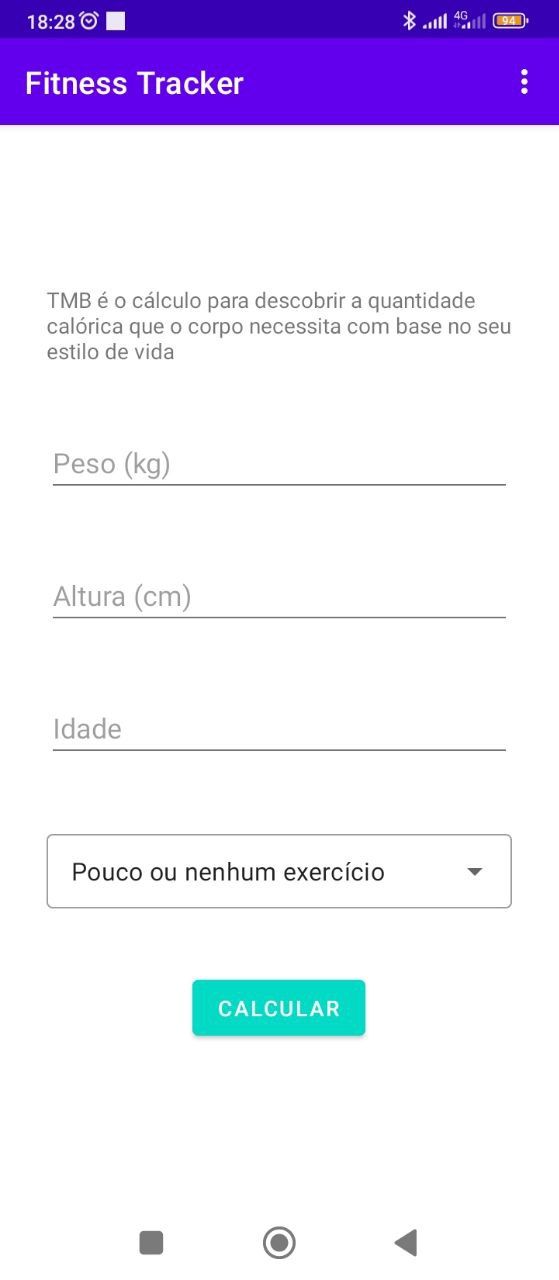 18:28
4G
94
Fitness Tracker
TMB é o cálculo para descobrir a quantidade
calórica que o corpo necessita com base no seu
estilo de vida
Peso (kg)
Altura (cm)
Idade
Pouco ou nenhum exercício
CALCULAR